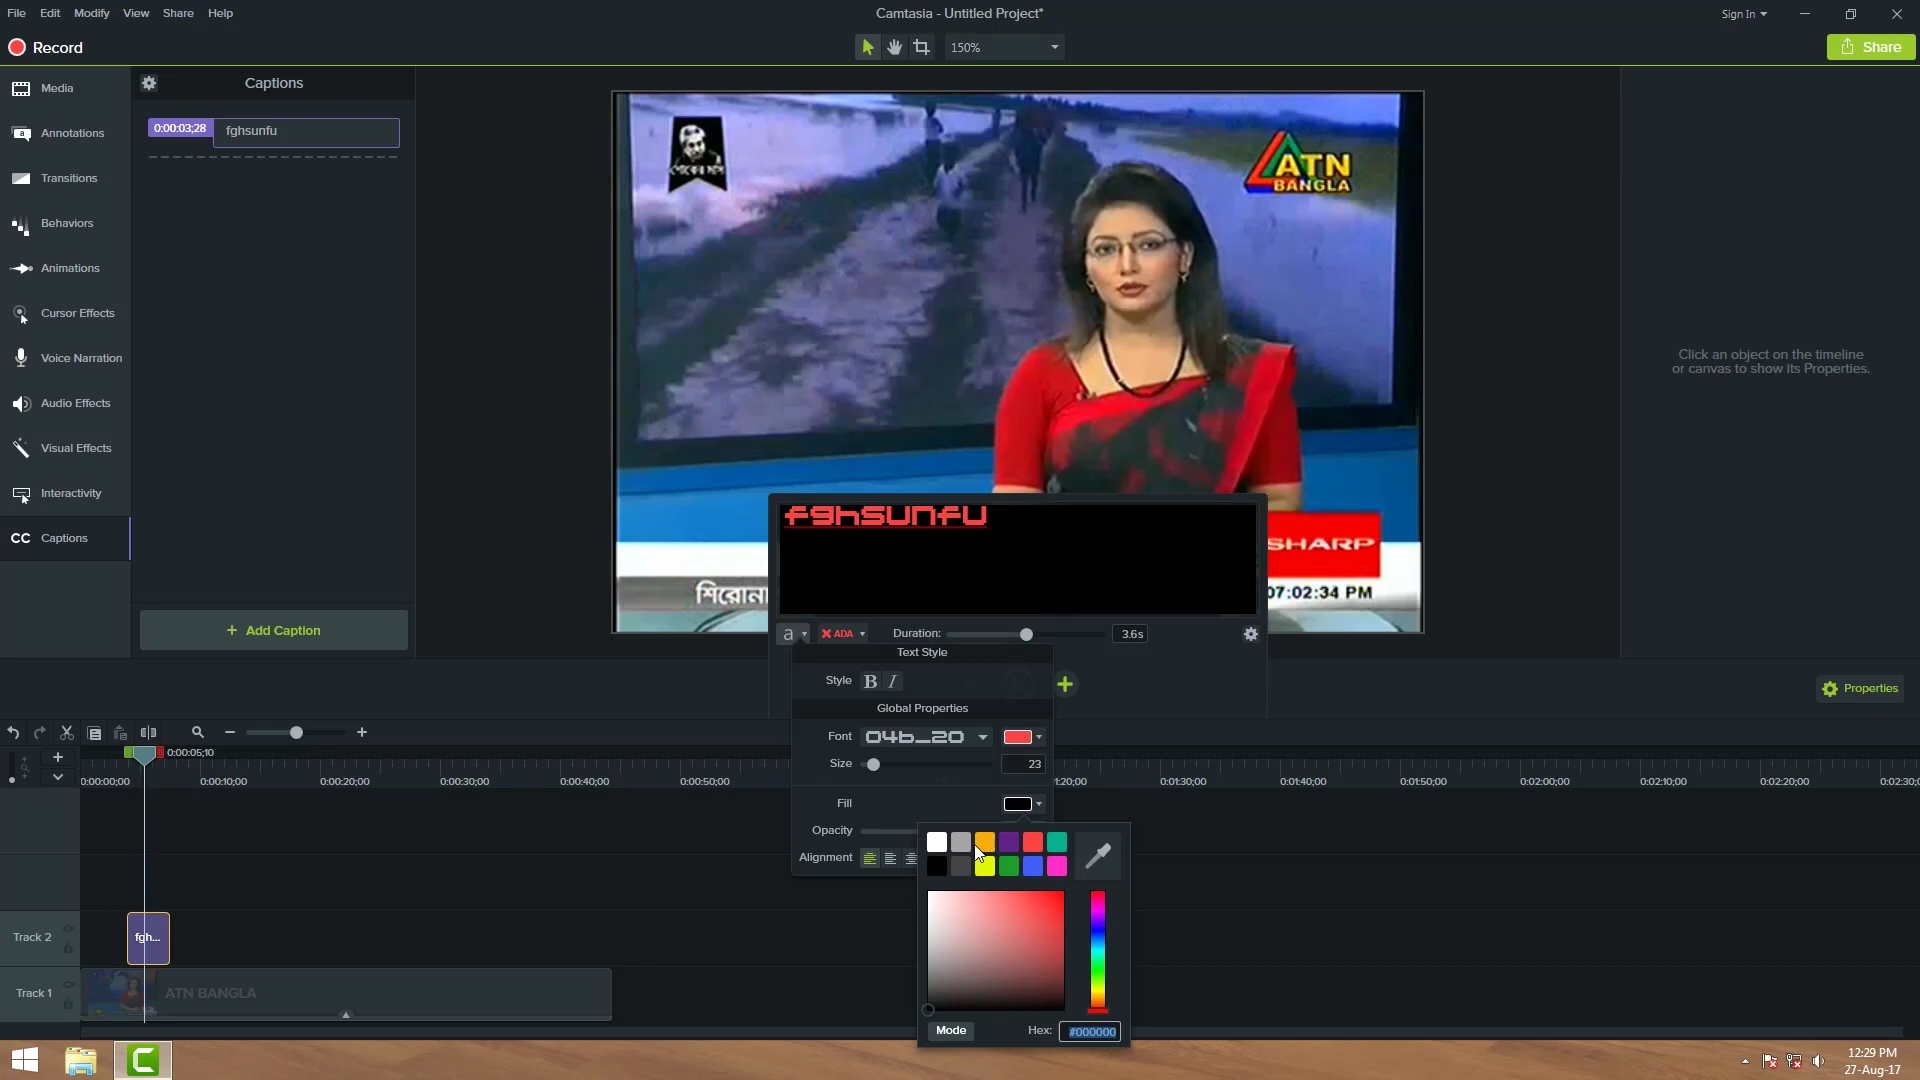 File Edit Modify View Share Help
Camtasia - Untitled Project*
Sign In
Record
150%
Share
Media
Captions
Annotations
0:00:03;28 fghsunfu
Transitions
Behaviors
Animations
Cursor Effects
Voice Narration
Audio Effects
Visual Effects
Interactivity
CC Captions
+ Add Caption
শোকের মাস
ATN
BANGLA
Click an object on the timeline
or canvas to show its Properties.
fghsunfu
SHARP
07:02:34 PM
a ADA Duration: 3.6s
Text Style
Style B I
Global Properties
Font 04b_20
Size 23
Fill
Opacity
Alignment
Properties
0:00:05;10
0:00:00;00 0:00:10;00 0:00:20;00 0:00:30;00 0:00:40;00 0:00:50;00 1:20;00 0:01:30;00 0:01:40;00 0:01:50;00 0:02:00;00 0:02:10;00 0:02:20;00 0:02:30;0
Track 2
fgh...
Track 1
ATN BANGLA
Mode Hex: #000000
12:29 PM
27-Aug-17